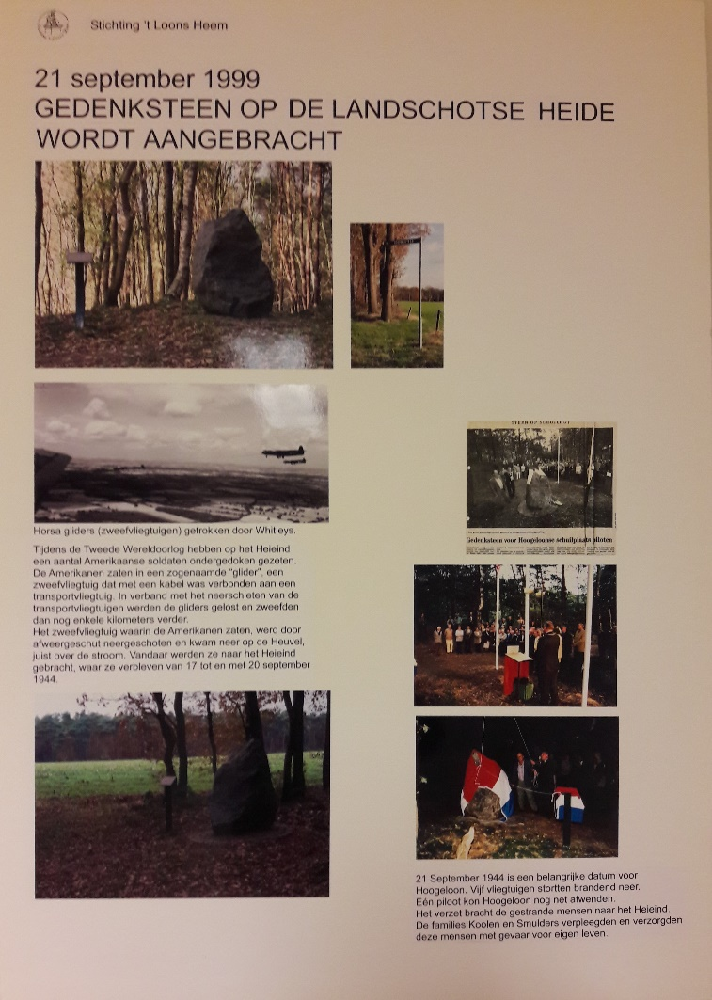 Stichting 't Loons Heem
21 september 1999
GEDENKSTEEN OP DE LANDSCHOTSE HEIDE
WORDT AANGEBRACHT
Horsa gliders (zweefvliegtuigen) getrokken door Whitleys.
Tijdens de Tweede Wereldoorlog hebben op het Heieind
een aantal Amerikaanse soldaten ondergedoken gezeten.
De Amerikanen zaten in een zogenaamde "glider", een
zweefvliegtuig dat met een kabel was verbonden aan een
transportvliegtuig. In verband met het neerschieten van de
transportvliegtuigen werden de gliders gelost en zweefden
dan nog enkele kilometers verder.
Het zweefvliegtuig waarin de Amerikanen zaten, werd door
afweergeschut neergeschoten en kwam neer op de Heuvel,
juist over de stroom. Vandaar werden ze naar het Heieind
gebracht, waar ze verbleven van 17 tot en met 20 september
1944.
Gedenksteen voor Hoogeloonse schuilplaats piloten
21 September 1944 is een belangrijke datum voor
Hoogeloon. Vijf vliegtuigen stortten brandend neer.
Eén piloot kon Hoogeloon nog net afwenden.
Het verzet bracht de gestrande mensen naar het Heieind.
De families Koolen en Smulders verpleegden en verzorgden
deze mensen met gevaar voor eigen leven.